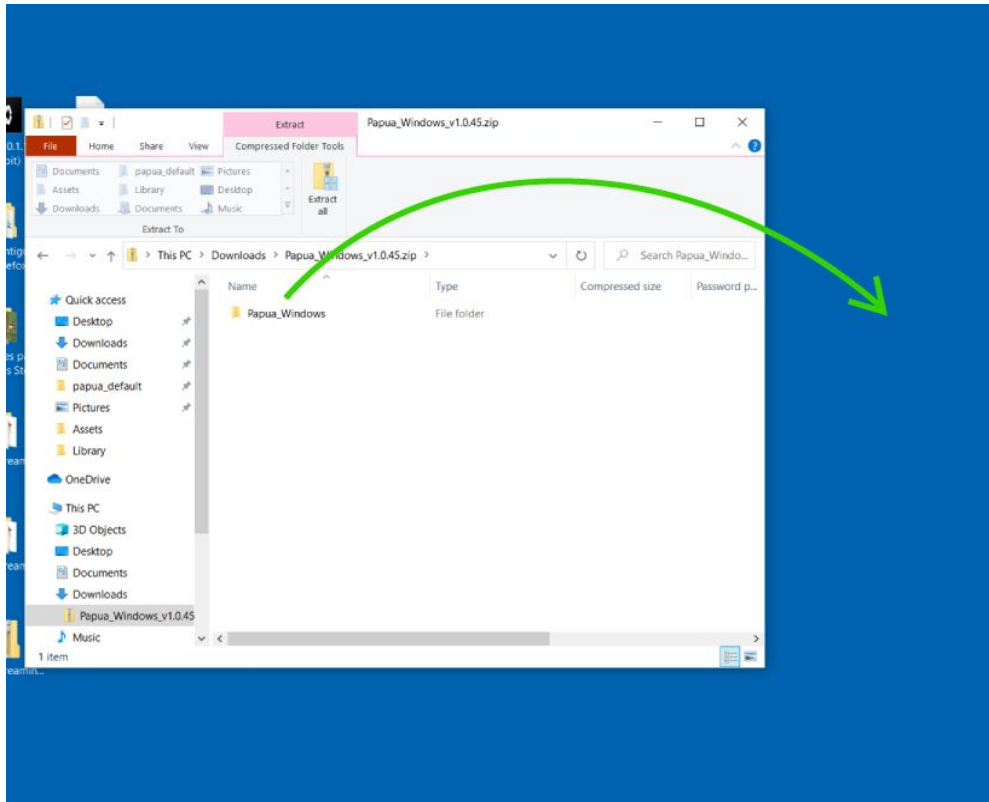 Extract
Papua_Windows_v1.0.45.zip
File
Home
Share
View
Compressed Folder Tools
Documents
papua_default
Pictures
Assets
Library
Desktop
Downloads
Documents
Music
Extract
all
Extract To
This PC > Downloads > Papua_Windows_v1.0.45.zip >
Search Papua_Windo...
Name
Type
Compressed size
Password p...
Papua_Windows
File folder
Quick access
Desktop
Downloads
Documents
papua_default
Pictures
Assets
Library
OneDrive
This PC
3D Objects
Desktop
Documents
Downloads
Papua_Windows_v1.0.45
Music
1 item